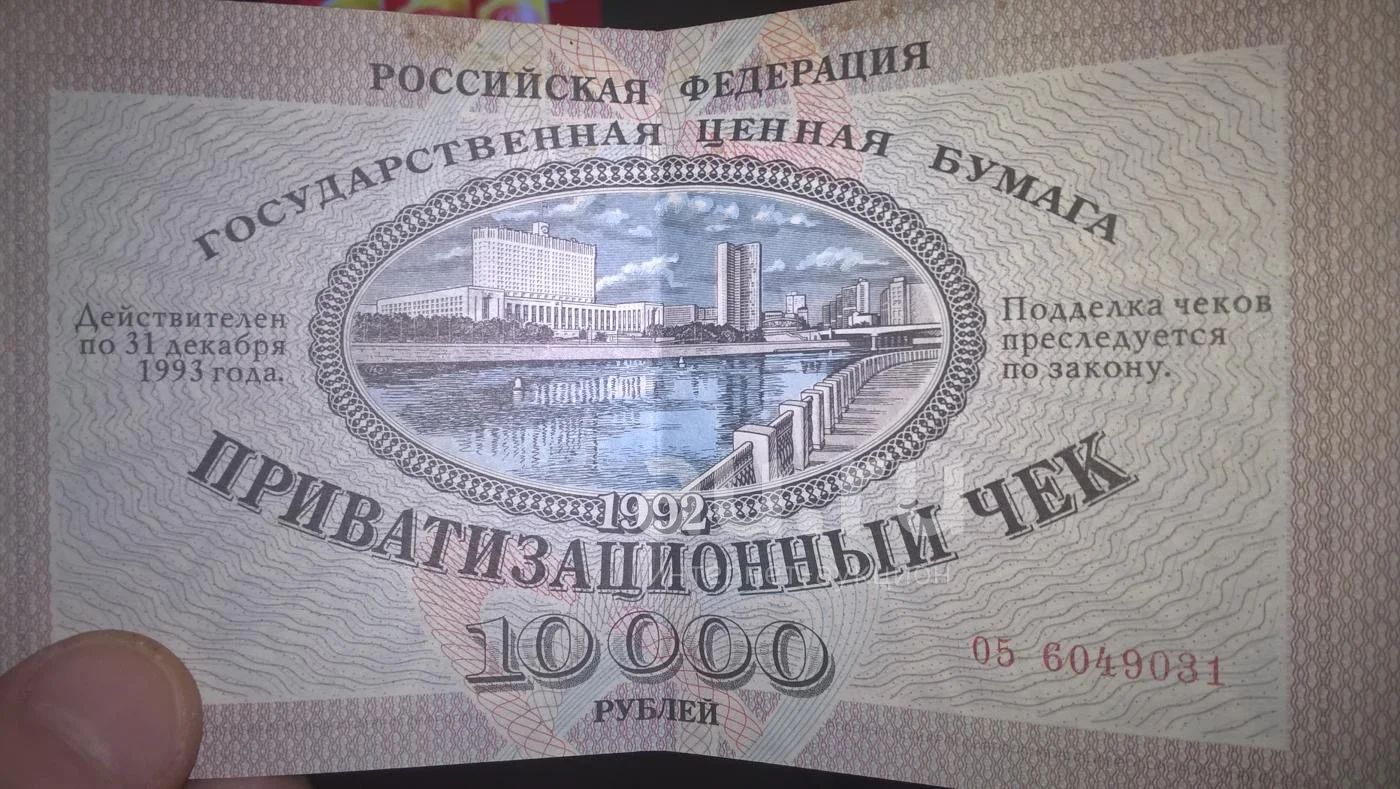 РОССИЙСКАЯ ФЕДЕРАЦИЯ
ГОСУДАРСТВЕННАЯ ЦЕННАЯ БУМАГА
Действителен
по 31 декабря
1993 года.
Подделка чеков
преследуется
по закону.
1992
ПРИВАТИЗАЦИОННЫЙ ЧЕК
10 000
РУБЛЕЙ
05 6049031